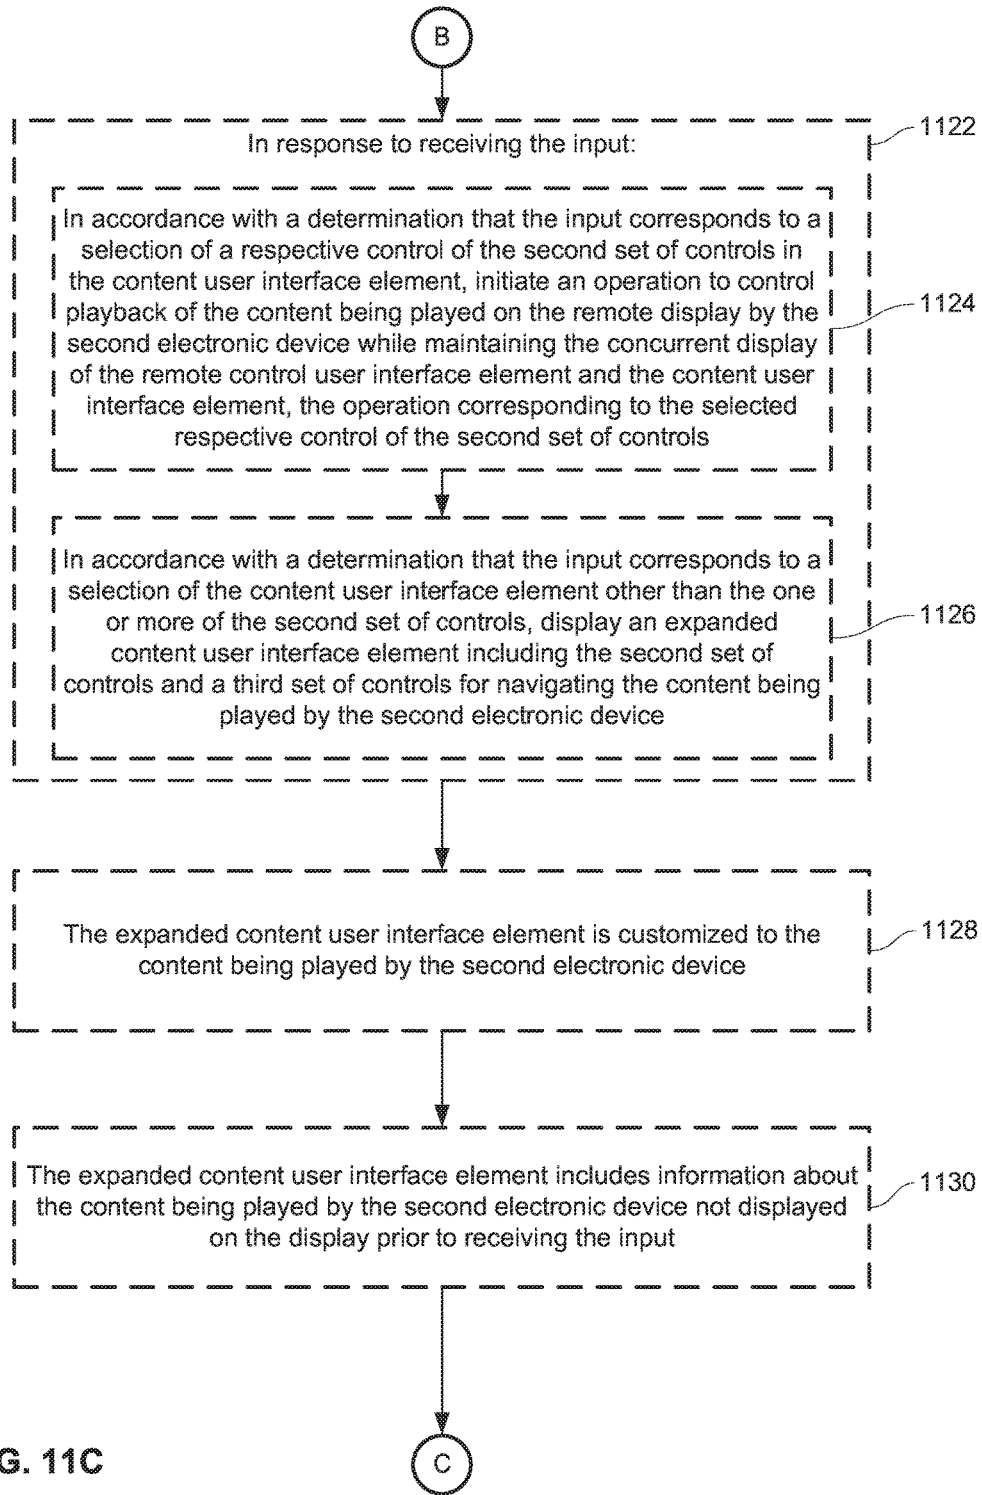 B
1122
In response to receiving the input:
In accordance with a determination that the input corresponds to a
selection of a respective control of the second set of controls in
the content user interface element, initiate an operation to control
playback of the content being played on the remote display by the
second electronic device while maintaining the concurrent display
of the remote control user interface element and the content user
interface element, the operation corresponding to the selected
respective control of the second set of controls
1124
In accordance with a determination that the input corresponds to a
selection of the content user interface element other than the one
or more of the second set of controls, display an expanded
content user interface element including the second set of
controls and a third set of controls for navigating the content being
played by the second electronic device
1126
The expanded content user interface element is customized to the
content being played by the second electronic device
1128
The expanded content user interface element includes information about
the content being played by the second electronic device not displayed
on the display prior to receiving the input
1130
G. 11C
C